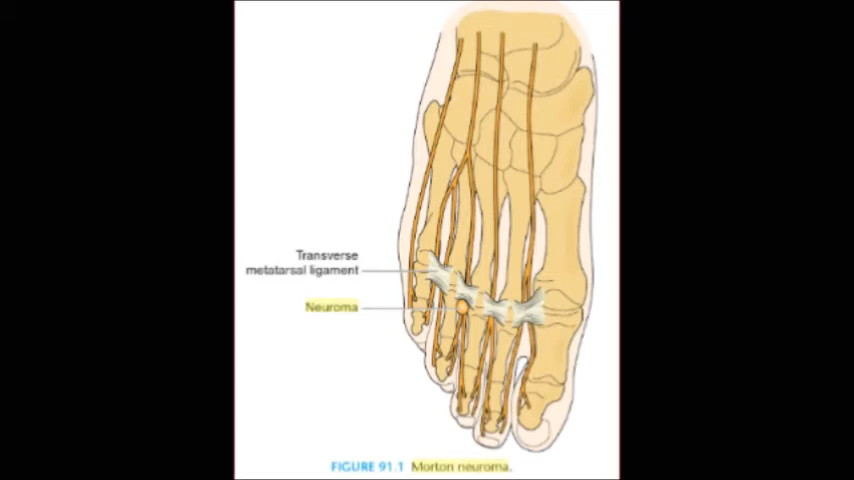 Transverse
metatarsal ligament
Neuroma
FIGURE 91.1 Morton neuroma.